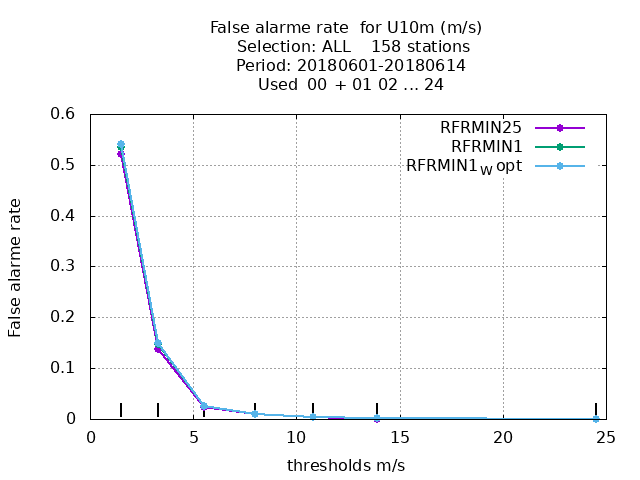 False alarme rate  for U10m (m/s)
Selection: ALL    158 stations
Period: 20180601-20180614
Used  00 + 01 02 ... 24
RFRMIN25
RFRMIN1
RFRMIN1W opt
False alarme rate
0.6
0.5
0.4
0.3
0.2
0.1
0
0 5 10 15 20 25
thresholds m/s